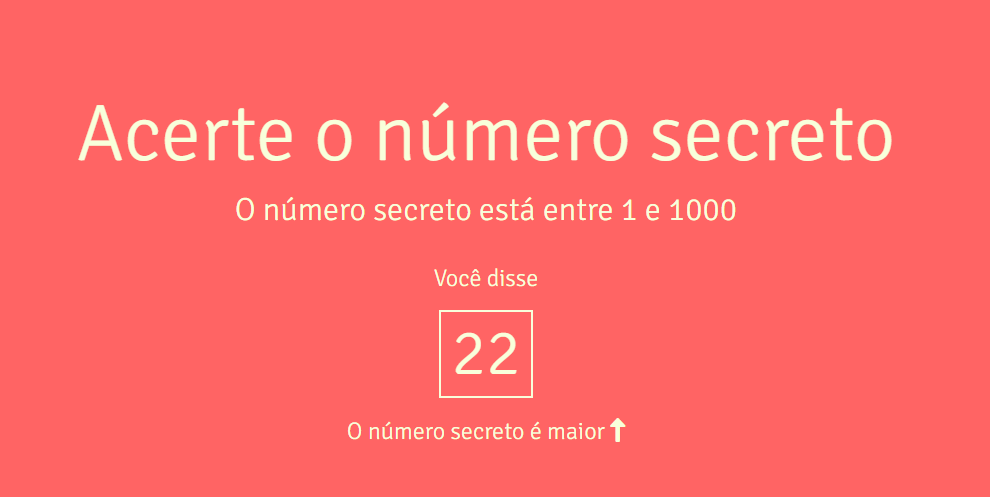 Acerte o número secreto
O número secreto está entre 1 e 1000
Você disse
22
O número secreto é maior